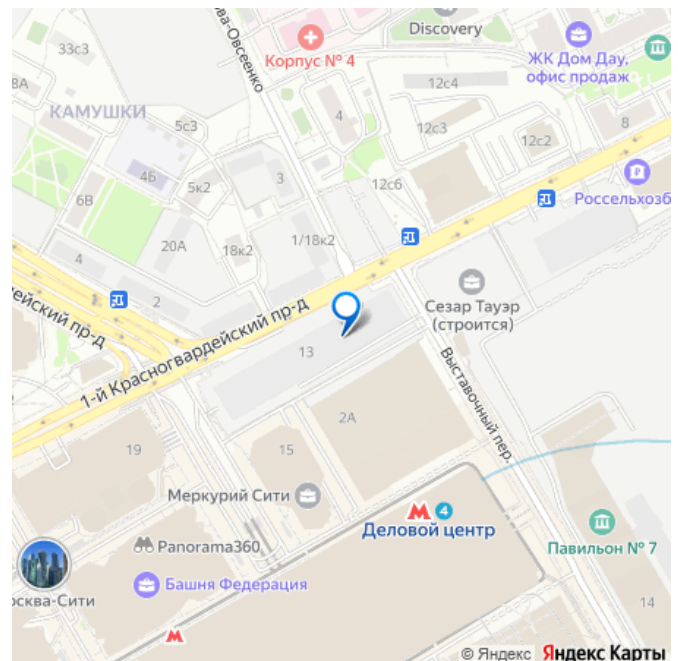 33с3
ва-Овсеенко
Discovery
Корпус № 4
ЖК Дом Дау,
офис продаж
8А
КАМУШКИ
12с4
4
5с3
12с3
8
12с2
4Б
5к2
3
12с6
Россельхозб
6В
20А
18к2
1/18к2
4
2
Сезар Тауэр
(строится)
ейский пр-д
1-й Красногвардейский пр-д
13
Выставочный пер.
2А
19
15
Меркурий Сити
4
Деловой центр
Panorama360
Павильон № 7
Башня Федерация
осква-Сити
14
© Яндекс Яндекс Карты